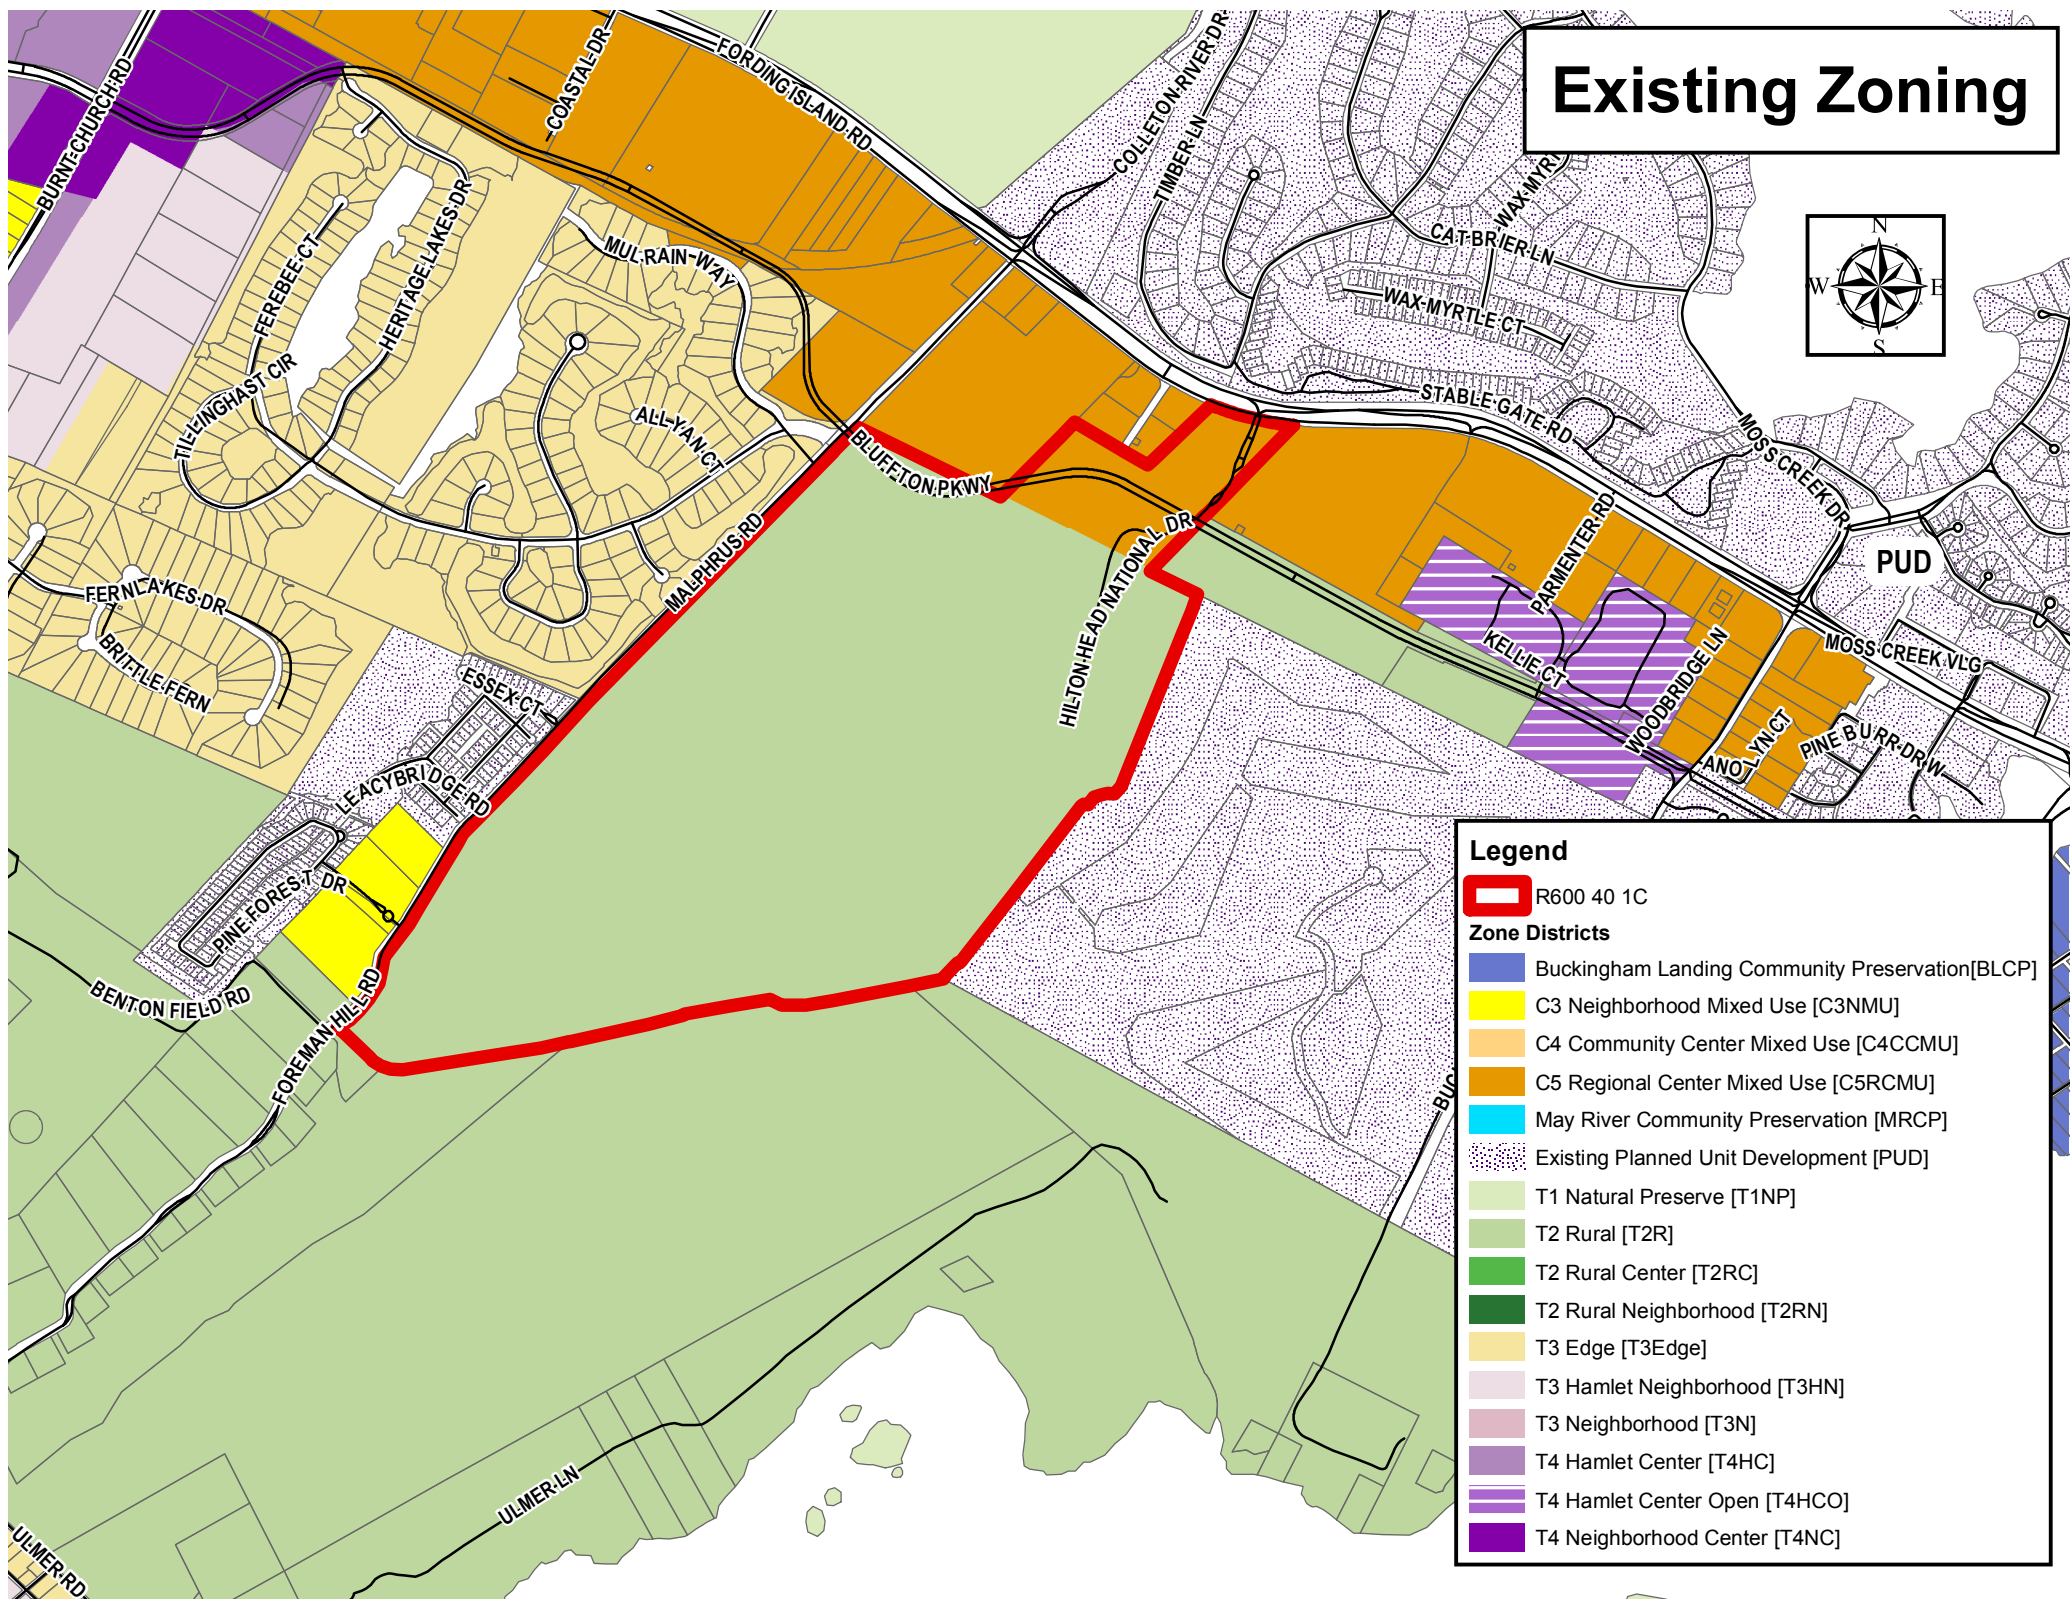 Existing Zoning
N
W E
S
BURNT CHURCH RD
COASTAL DR
FORDING ISLAND RD
COLLETON RIVER DR
TIMBER LN
CAT BRIER LN
WAX MYRTLE CT
STABLE GATE RD
MOSS CREEK DR
PUD
MOSS CREEK VLG
FEREBEE CT
HERITAGE LAKES DR
MULRAIN WAY
TILLINGHAST CIR
ALLYAN CT
BLUFFTON PKWY
MALPHRUS RD
HILTON HEAD NATIONAL DR
PARMENTER RD
KELLIE CT
WOODBRIDGE LN
ANOLYN CT
PINE BURR DR W
FERNLAKES DR
BRITTLE FERN
ESSEX CT
LEACYBRIDGE RD
PINE FOREST DR
BENTON FIELD RD
FOREMAN HILL RD
ULMER LN
ULMER RD
Legend
R600 40 1C
Zone Districts
Buckingham Landing Community Preservation[BLCP]
C3 Neighborhood Mixed Use [C3NMU]
C4 Community Center Mixed Use [C4CCMU]
C5 Regional Center Mixed Use [C5RCMU]
May River Community Preservation [MRCP]
Existing Planned Unit Development [PUD]
T1 Natural Preserve [T1NP]
T2 Rural [T2R]
T2 Rural Center [T2RC]
T2 Rural Neighborhood [T2RN]
T3 Edge [T3Edge]
T3 Hamlet Neighborhood [T3HN]
T3 Neighborhood [T3N]
T4 Hamlet Center [T4HC]
T4 Hamlet Center Open [T4HCO]
T4 Neighborhood Center [T4NC]